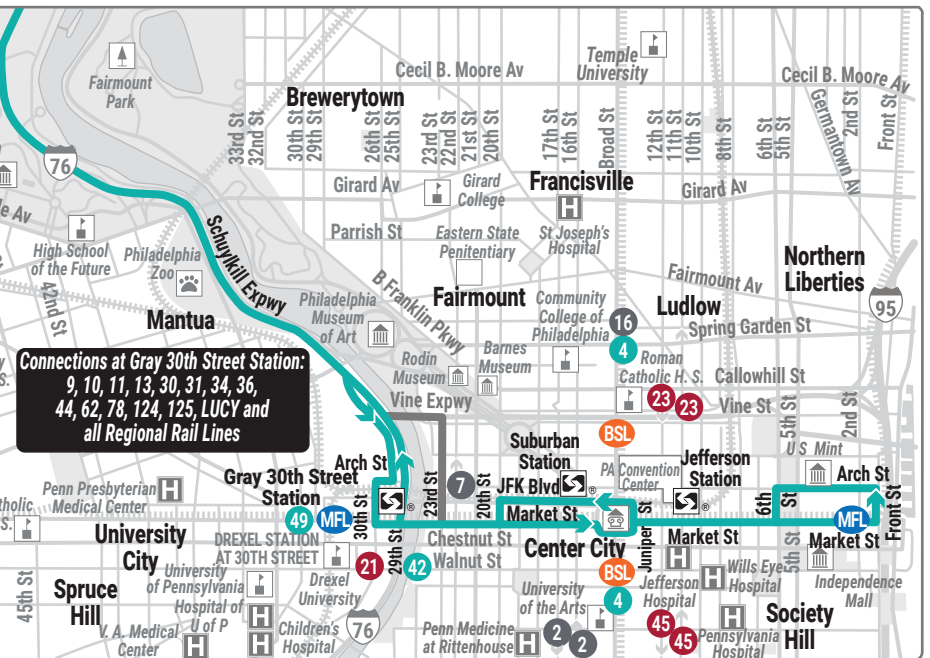 Fairmount
Park
Temple
University
Cecil B. Moore Av
Cecil B. Moore Av
Brewerytown
33rd St
32nd St
30th St
29th St
26th St
25th St
23rd St
22nd St
21st St
20th St
17th St
16th St
Broad St
12th St
11th St
10th St
8th St
6th St
5th St
Germantown Av
2nd St
Front St
76
Girard Av
Girard
College
Francisville
H
Girard Av
le Av
High School
of the Future
Philadelphia
Zoo
Schuylkill Expwy
Parrish St
Eastern State
Penitentiary
St Joseph's
Hospital
Northern
Liberties
42nd St
Mantua
Philadelphia
Museum
of Art
B Franklin Pkwy
Fairmount
Community
College of
Philadelphia
Fairmount Av
Ludlow
95
16
4
Spring Garden St
Connections at Gray 30th Street Station:
9, 10, 11, 13, 30, 31, 34, 36,
44, 62, 78, 124, 125, LUCY and
all Regional Rail Lines
Rodin
Museum
Barnes
Museum
Roman
Catholic H. S.
Callowhill St
Vine Expwy
23
23
Vine St
5th St
2nd St
BSL
Suburban
Station
PA Convention
Center
Jefferson
Station
U S Mint
Arch St
Gray 30th Street
Station
Penn Presbyterian
Medical Center
H
49
MFL
30th St
®
23rd St
7
20th St
JFK Blvd
®
Market St
®
6th
St
Arch St
MFL
Front St
tholic
S.
University
City
DREXEL STATION
AT 30TH STREET
29th St
Chestnut St
Center City
Juniper St
Market St
H
5th St
Market St
21
42
Walnut St
BSL
Wills Eye
Hospital
H
Independence
Mall
45th St
Spruce
Hill
University of
Pennsylvania
Drexel
University
University
of the Arts
4
Jefferson
Hospital
Society
Hill
V. A. Medical
Center
H
Hospital of
U of P
H
H
Children's
Hospital
76
Penn Medicine
at Rittenhouse
H
2
2
45
45
H
Pennsylvania
Hospital